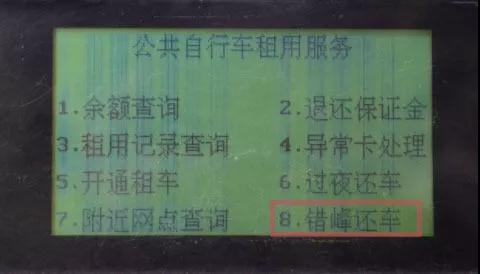 公共自行车租用服务
1.余额查询 2.退还保证金
3.租用记录查询 4.异常卡处理
5.开通租车 6.过夜还车
7.附近网点查询 8.错峰还车